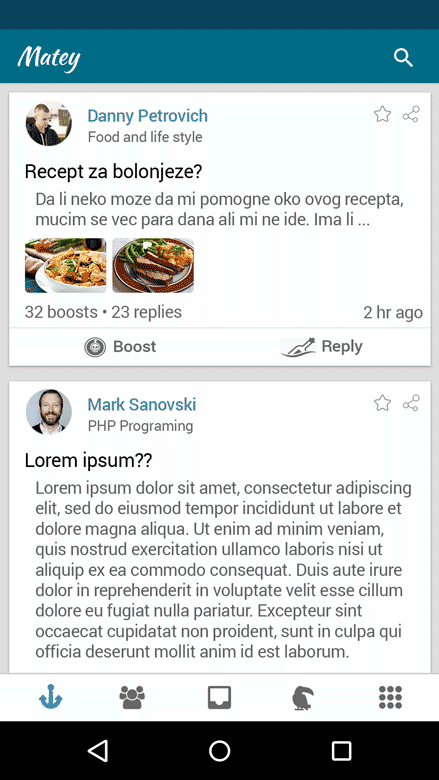 Matey
Danny Petrovich
Food and life style
Recept za bolonjeze?
Da li neko moze da mi pomogne oko ovog recepta,
mucim se vec para dana ali mi ne ide. Ima li ...
32 boosts • 23 replies 2 hr ago
Boost Reply
Mark Sanovski
PHP Programing
Lorem ipsum??
Lorem ipsum dolor sit amet, consectetur adipiscing
elit, sed do eiusmod tempor incididunt ut labore et
dolore magna aliqua. Ut enim ad minim veniam,
quis nostrud exercitation ullamco laboris nisi ut
aliquip ex ea commodo consequat. Duis aute irure
dolor in reprehenderit in voluptate velit esse cillum
dolore eu fugiat nulla pariatur. Excepteur sint
occaecat cupidatat non proident, sunt in culpa qui
officia deserunt mollit anim id est laborum.